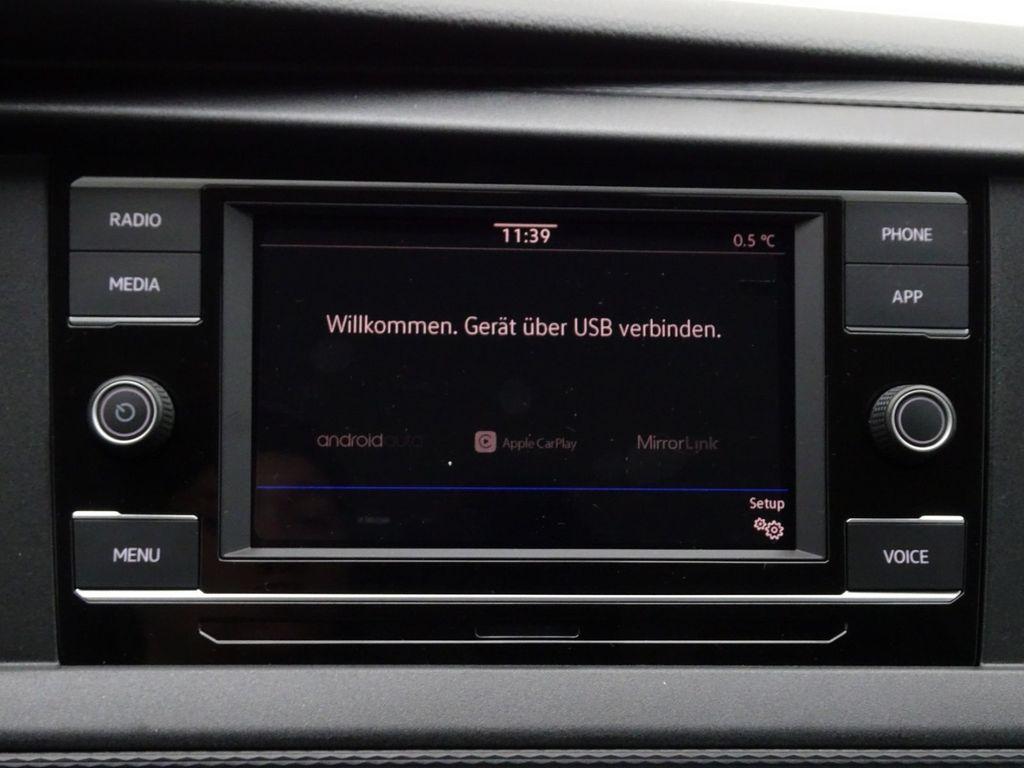 RADIO
MEDIA
11:39
0.5 °C
PHONE
APP
Willkommen. Gerät über USB verbinden.
androidauto
Apple CarPlay
MirrorLink
Setup
MENU
VOICE